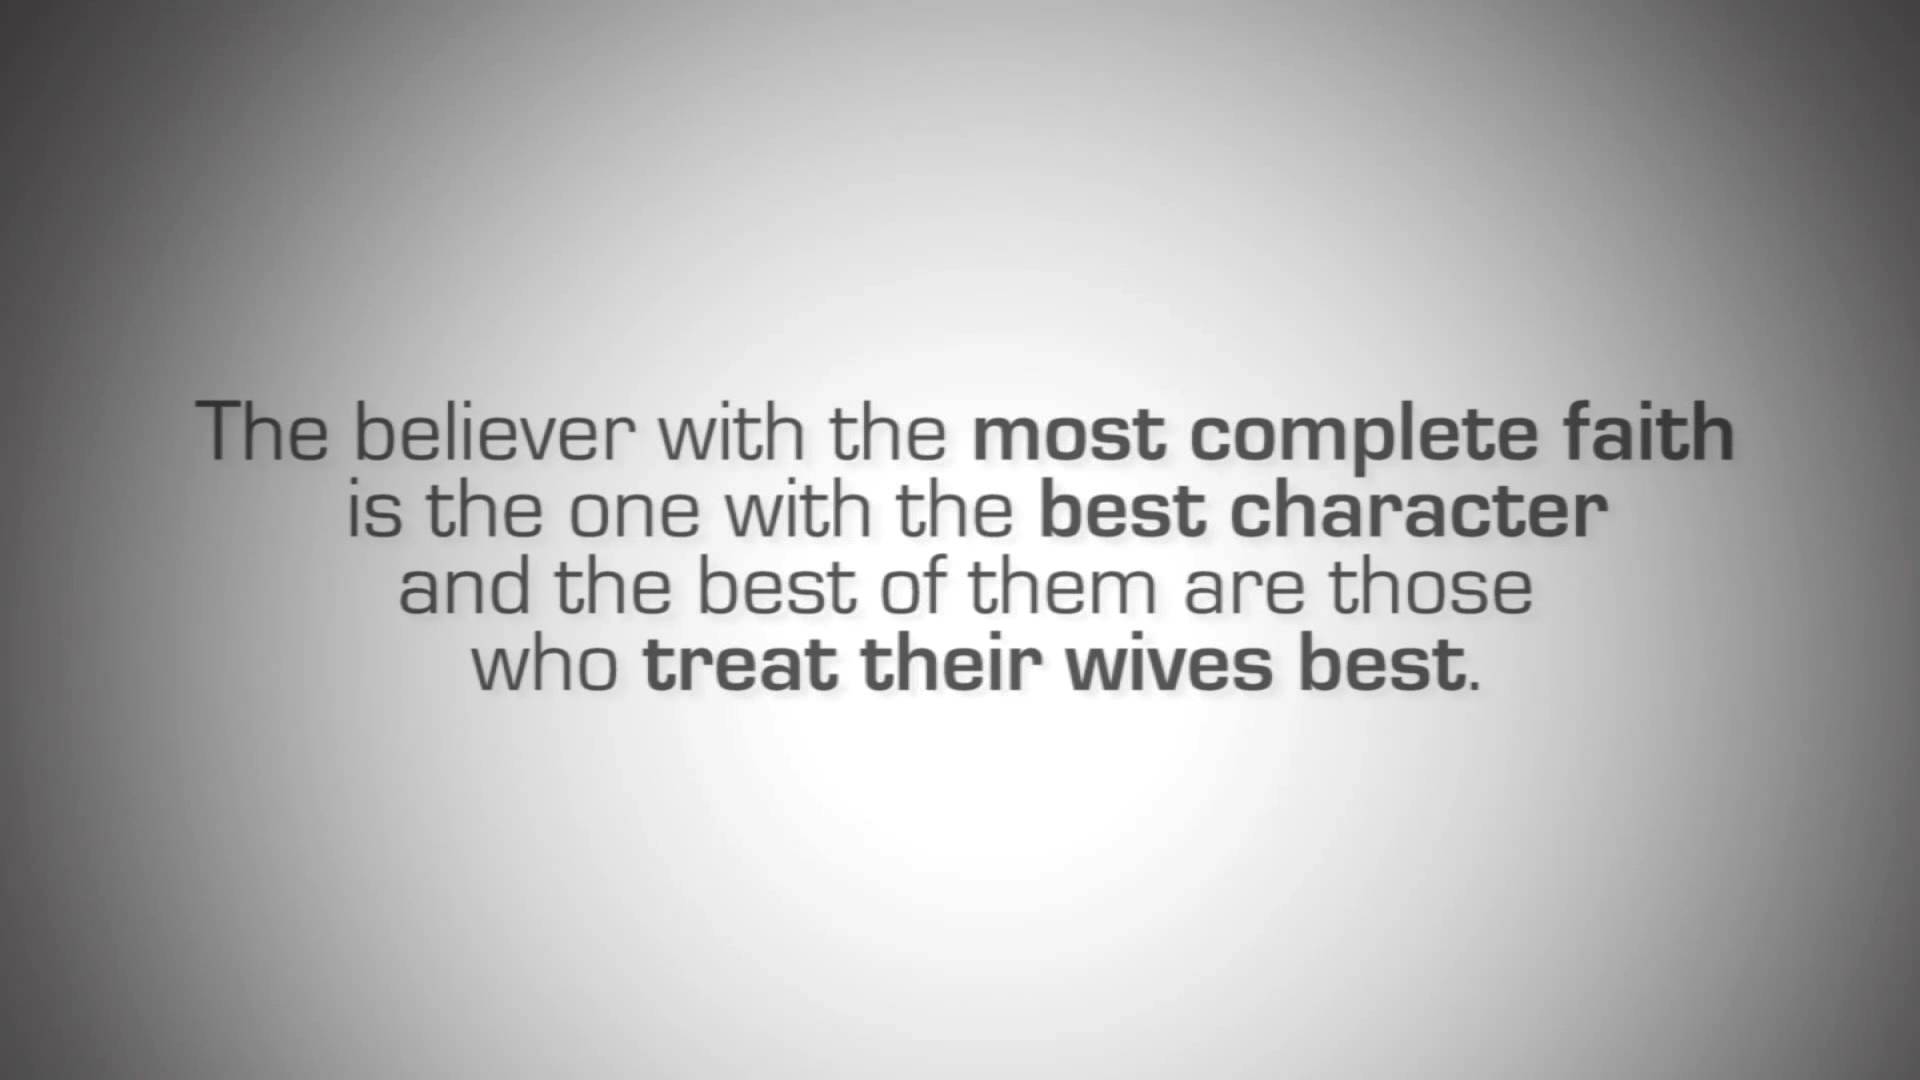 The believer with the most complete faith
is the one with the best character
and the best of them are those
who treat their wives best.